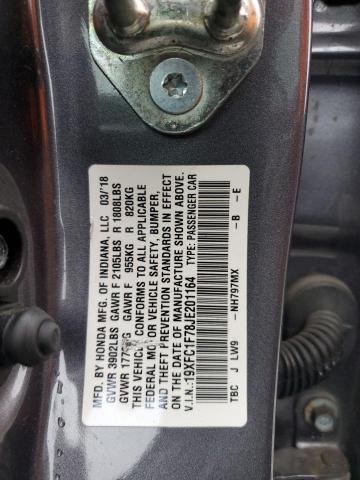 MFD. BY HONDA MFG. OF INDIANA, LLC 03/18
GVWR 3902LBS GAWR F 2105LBS R 1808LBS
GVWR GAWR F 955KG R 820KG
THIS VEHICLE CONFORMS TO ALL APPLICABLE
FEDERAL MOTOR VEHICLE SAFETY, BUMPER,
AND THEFT PREVENTION STANDARDS IN EFFECT
ON THE DATE OF MANUFACTURE SHOWN ABOVE.
V.I.N.:19XFC1F78JE201164 TYPE: PASSENGER CAR
TBC J LW9 -NH797MX -B -E